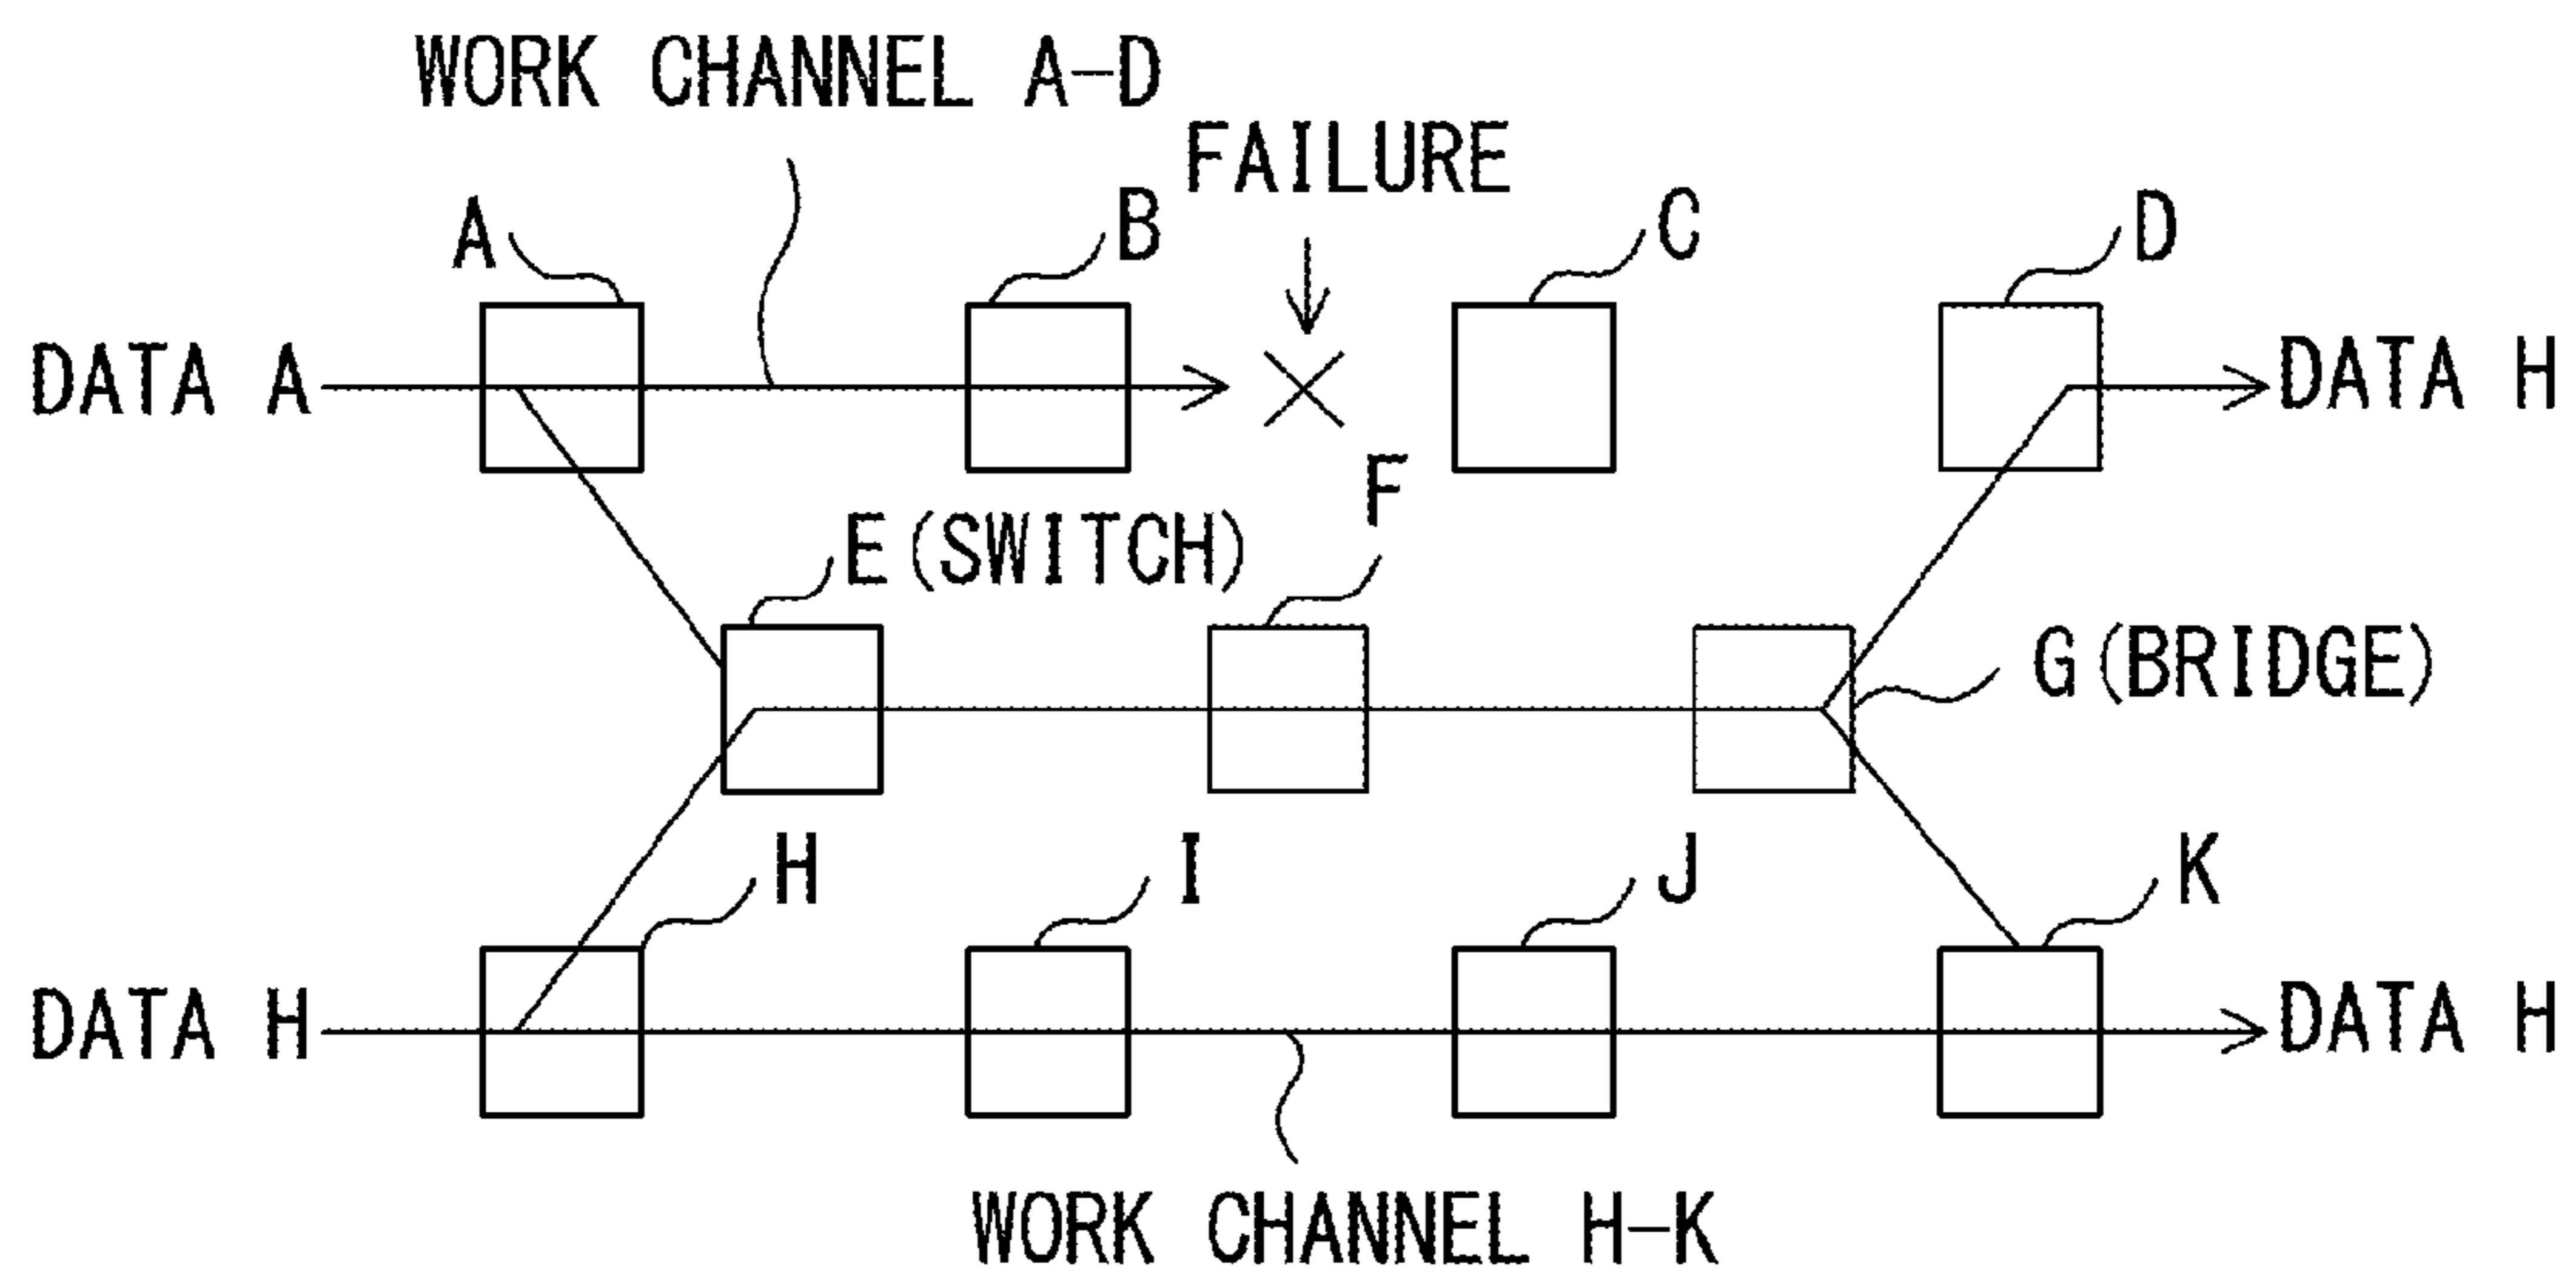 WORK CHANNEL A-D
FAILURE
A
B
C
D
DATA A
DATA H
E(SWITCH)
F
G(BRIDGE)
H
I
J
K
DATA H
DATA H
WORK CHANNEL H-K